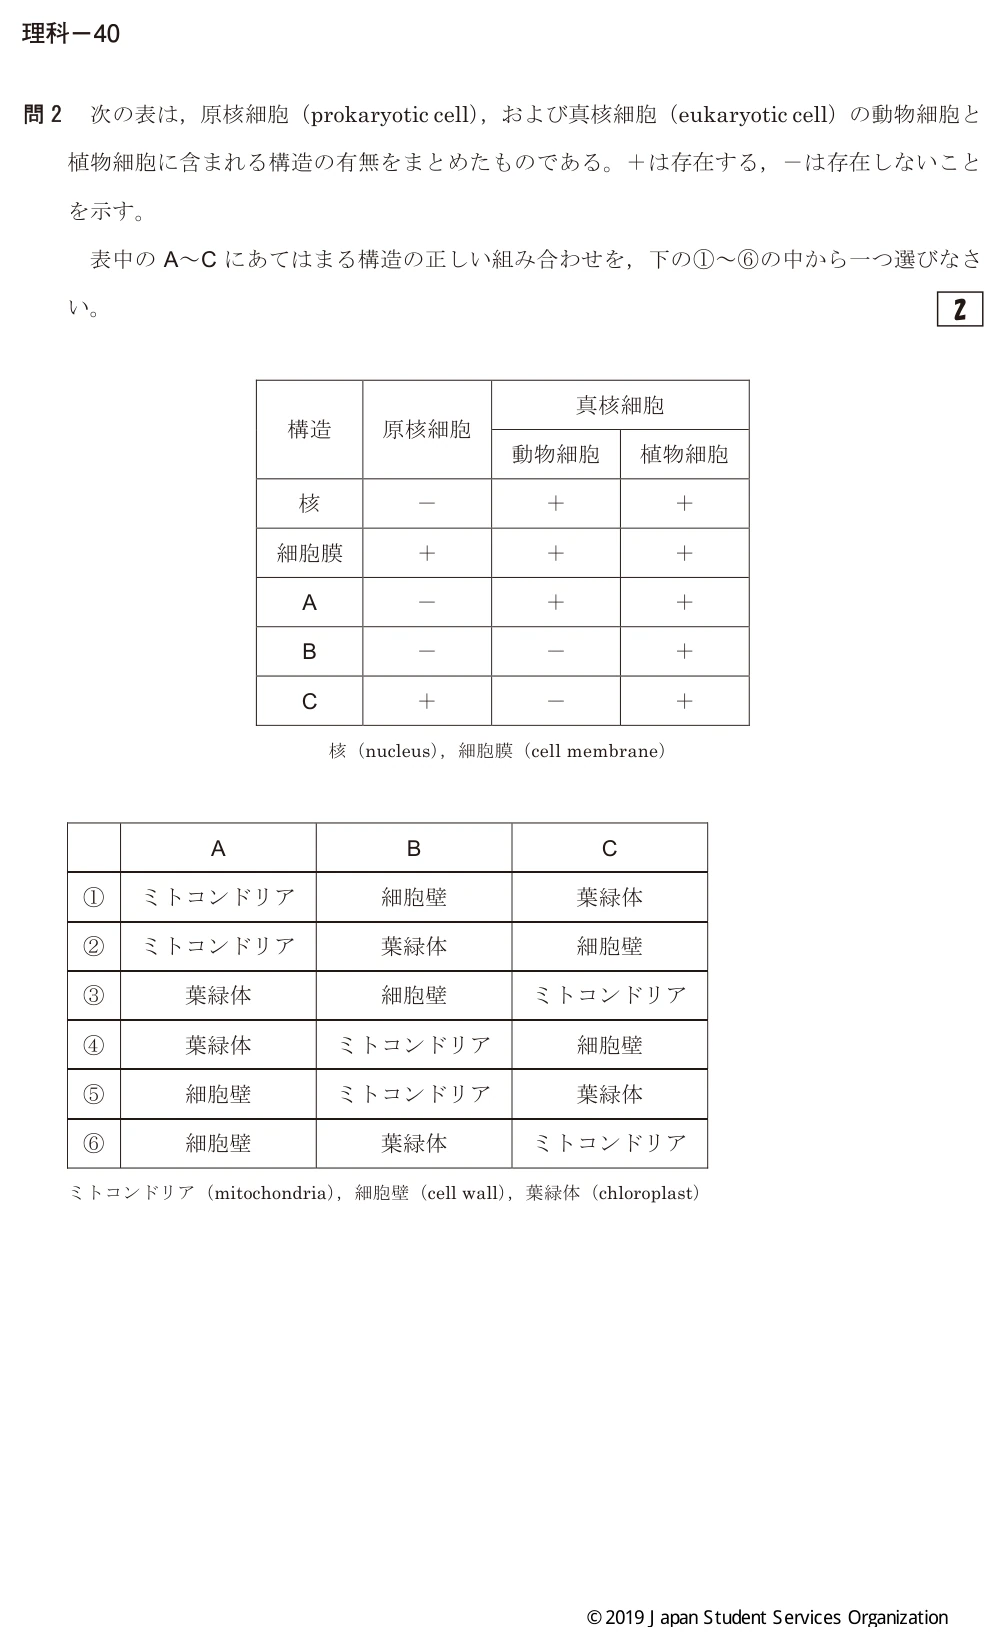 理科－40
問2　次の表は，原核細胞（prokaryotic cell），および真核細胞（eukaryotic cell）の動物細胞と
植物細胞に含まれる構造の有無をまとめたものである。＋は存在する，－は存在しないこと
を示す。
表中の A～C にあてはまる構造の正しい組み合わせを，下の①～⑥の中から一つ選びなさ
い。 2
構造 原核細胞 真核細胞
動物細胞 植物細胞
核 － ＋ ＋
細胞膜 ＋ ＋ ＋
A － ＋ ＋
B － － ＋
C ＋ － ＋
核（nucleus），細胞膜（cell membrane）
A B C
① ミトコンドリア 細胞壁 葉緑体
② ミトコンドリア 葉緑体 細胞壁
③ 葉緑体 細胞壁 ミトコンドリア
④ 葉緑体 ミトコンドリア 細胞壁
⑤ 細胞壁 ミトコンドリア 葉緑体
⑥ 細胞壁 葉緑体 ミトコンドリア
ミトコンドリア（mitochondria），細胞壁（cell wall），葉緑体（chloroplast）
© 2019 Japan Student Services Organization